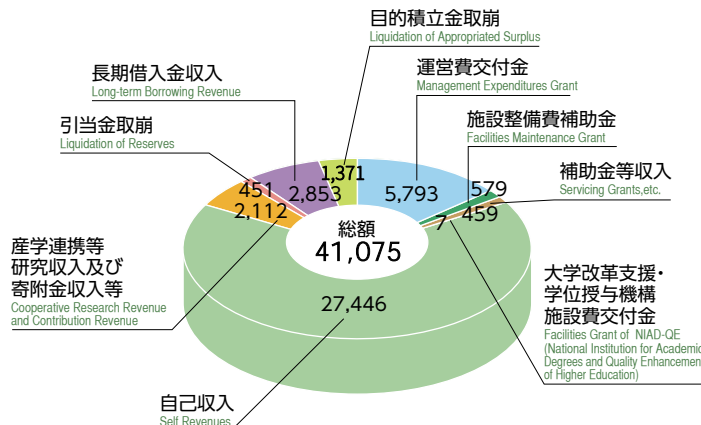 目的積立金取崩
Liquidation of Appropriated Surplus
長期借入金収入
Long-term Borrowing Revenue
運営費交付金
Management Expenditures Grant
引当金取崩
Liquidation of Reserves
施設整備費補助金
Facilities Maintenance Grant
補助金等収入
Servicing Grants,etc.
1,371
2,853
451
2,112
5,793
579
459
7
総額
41,075
27,446
産学連携等
研究収入及び
寄附金収入等
Cooperative Research Revenue
and Contribution Revenue
大学改革支援・
学位授与機構
施設費交付金
Facilities Grant of NIAD-QE
(National Institution for Academic
Degrees and Quality Enhancement
of Higher Education)
自己収入
Self Revenues